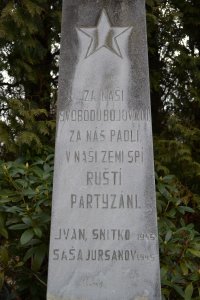 ZA NAŠI
SVOBODU BOJOVALI
ZA NÁS PADLI
V NAŠÍ ZEMI SPÍ
RUŠTÍ
PARTYZÁNI.
IVAN, SNITKO 1945
SAŠA JURSANOV 1945